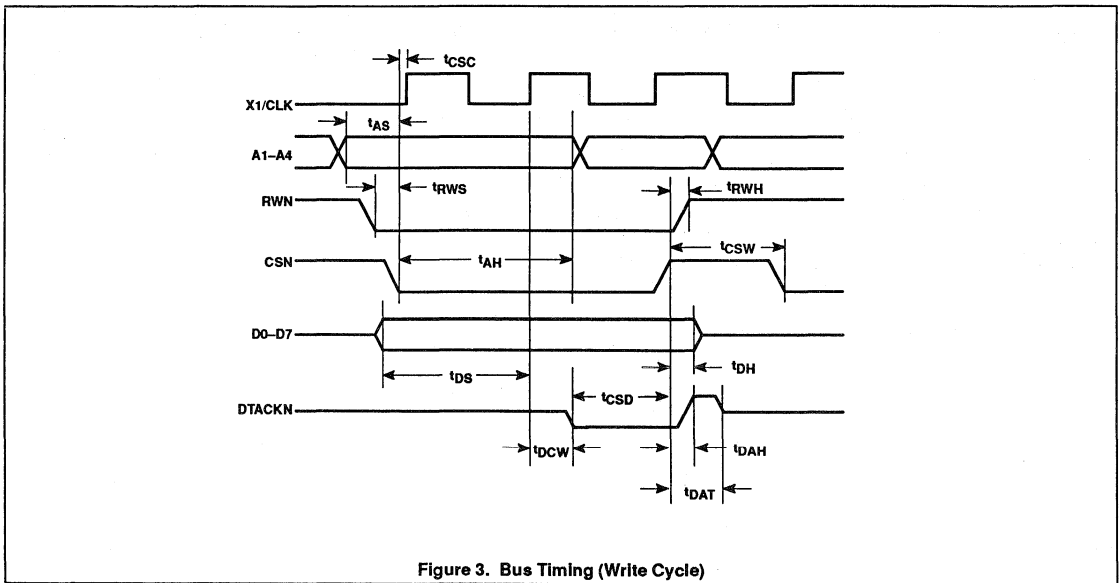 tCSC
X1/CLK
tAS
A1–A4
tRWS
tRWH
RWN
tCSW
CSN
tAH
D0–D7
tDH
tDS
tCSD
DTACKN
tDCW
tDAH
tDAT
Figure 3. Bus Timing (Write Cycle)